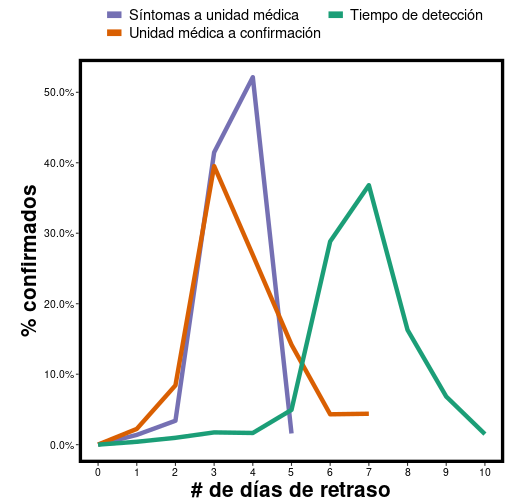 Síntomas a unidad médica
Tiempo de detección
Unidad médica a confirmación
50.0%
40.0%
30.0%
20.0%
10.0%
0.0%
% confirmados
0 1 2 3 4 5 6 7 8 9 10
# de días de retraso